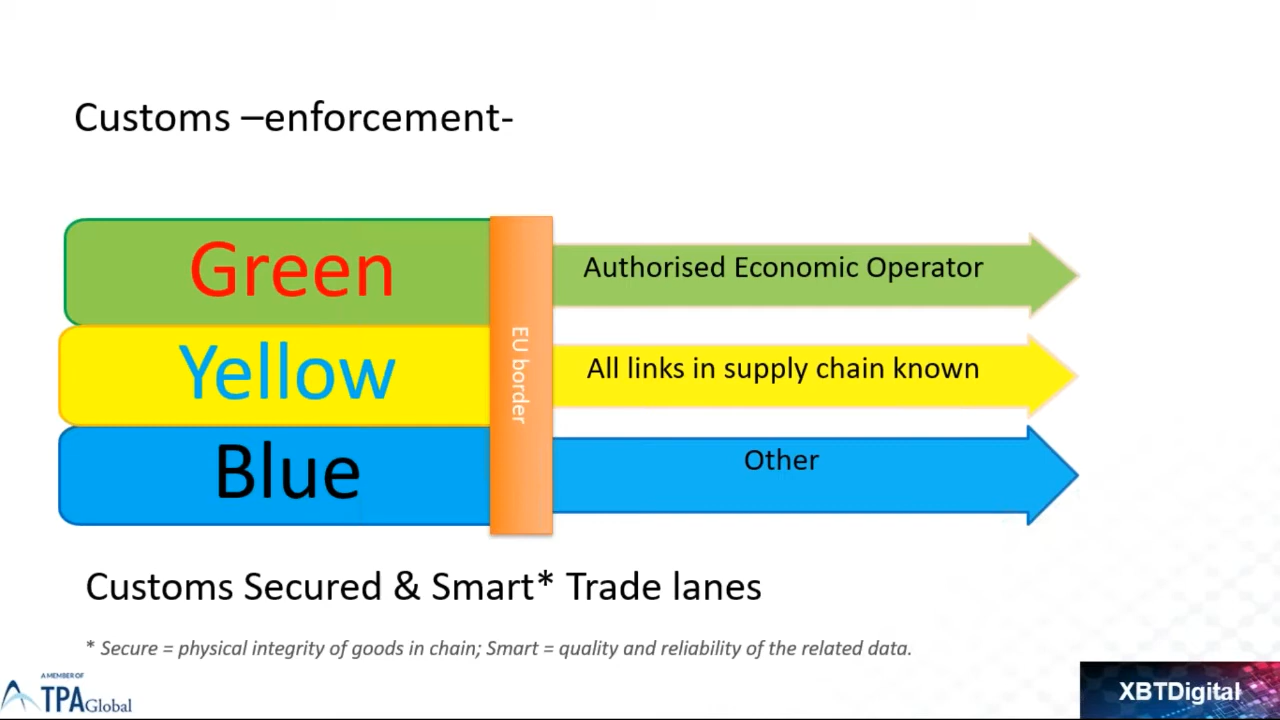 Customs –enforcement-
Green
Authorised Economic Operator
EU border
Yellow
All links in supply chain known
Blue
Other
Customs Secured & Smart* Trade lanes
* Secure = physical integrity of goods in chain; Smart = quality and reliability of the related data.
A MEMBER OF
TPAGlobal
XBTDigital